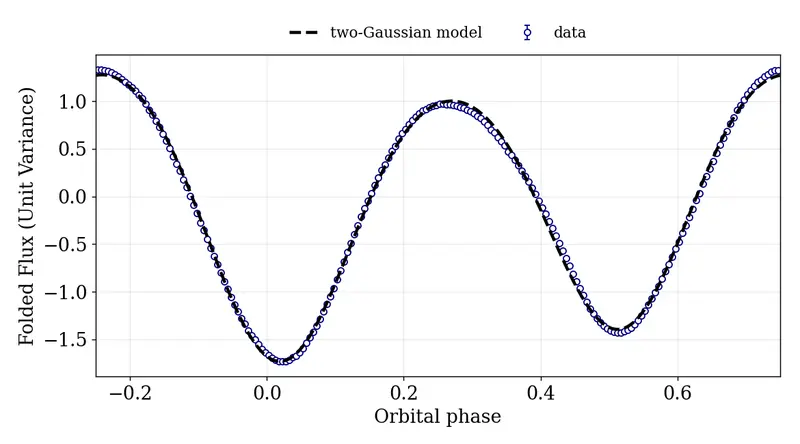 two-Gaussian model data
Folded Flux (Unit Variance)
1.0
0.5
0.0
−0.5
−1.0
−1.5
−0.2 0.0 0.2 0.4 0.6
Orbital phase